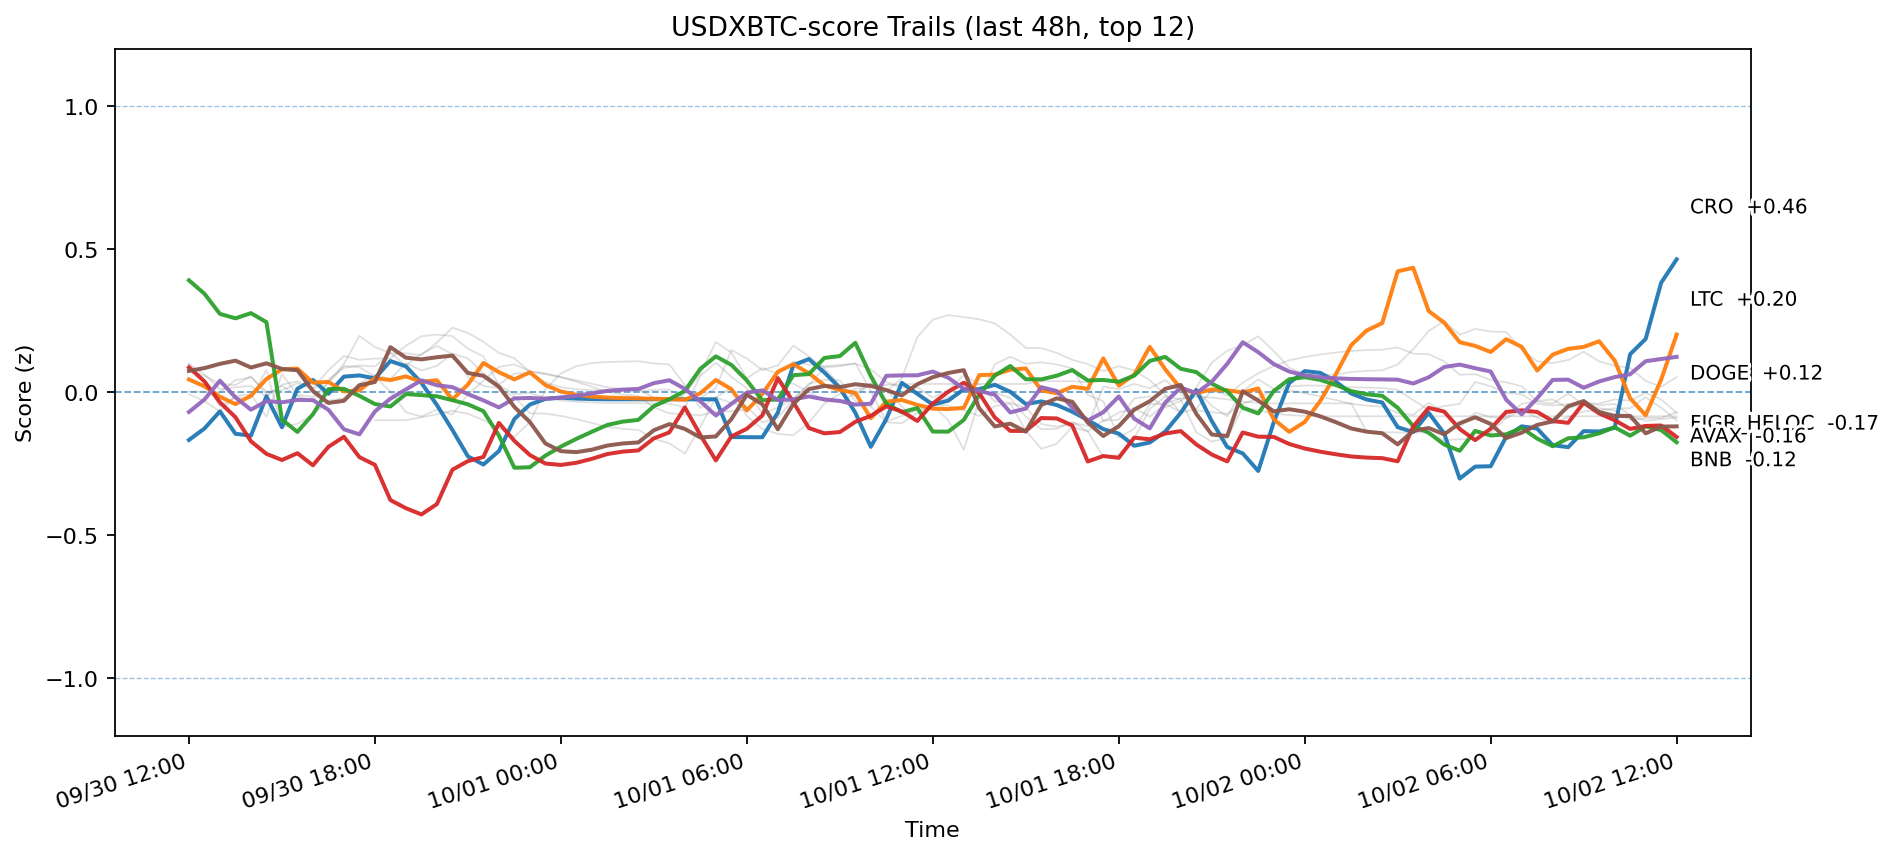 USDXBTC-score Trails (last 48h, top 12)
Score (z)
1.0
0.5
0.0
−0.5
−1.0
CRO +0.46
LTC +0.20
DOGE +0.12
FIGR_HELOC -0.17
AVAX -0.16
BNB -0.12
09/30 12:00
09/30 18:00
10/01 00:00
10/01 06:00
10/01 12:00
10/01 18:00
10/02 00:00
10/02 06:00
10/02 12:00
Time